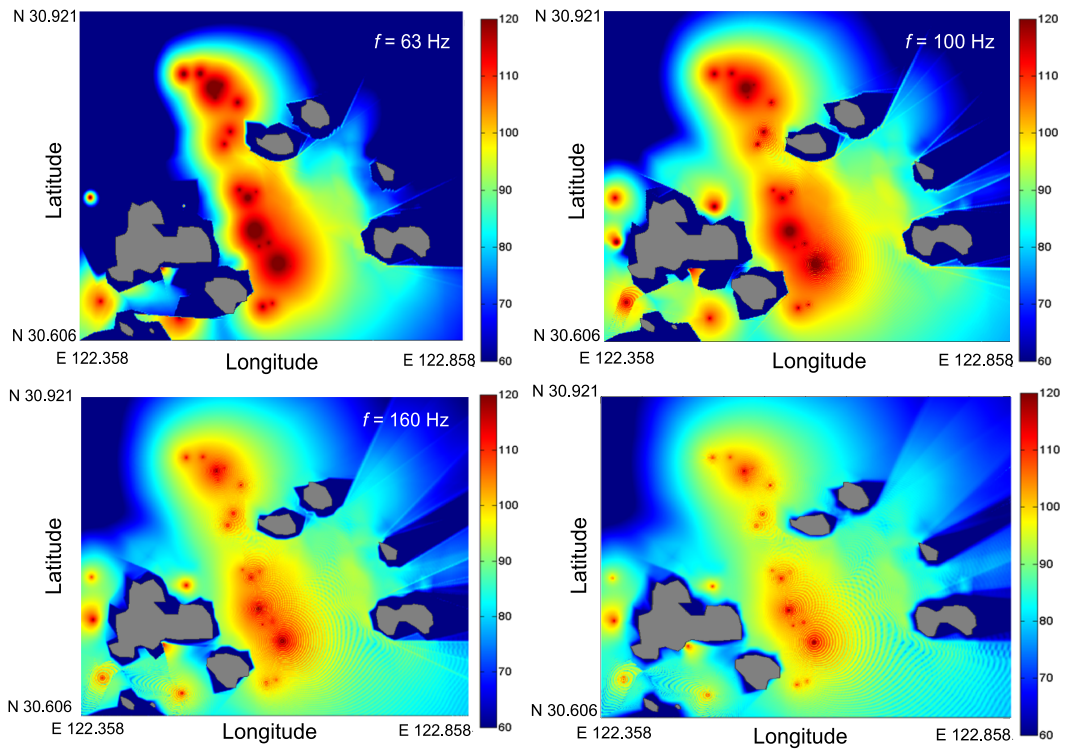 N 30.921
f = 63 Hz
Latitude
N 30.606
E 122.358
Longitude
E 122.858
120
110
100
90
80
70
60
N 30.921
f = 100 Hz
Latitude
N 30.606
E 122.358
Longitude
E 122.858
120
110
100
90
80
70
60
N 30.921
f = 160 Hz
Latitude
N 30.606
E 122.358
Longitude
E 122.858
120
110
100
90
80
70
60
N 30.921
Latitude
N 30.606
E 122.358
Longitude
E 122.858
120
110
100
90
80
70
60